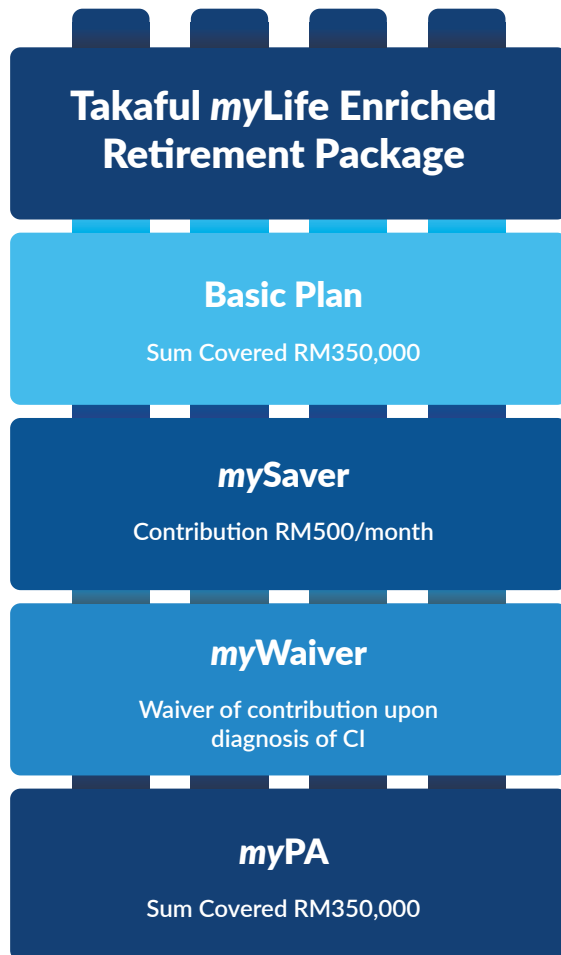 Takaful myLife Enriched
Retirement Package
Basic Plan
Sum Covered RM350,000
mySaver
Contribution RM500/month
myWaiver
Waiver of contribution upon
diagnosis of CI
myPA
Sum Covered RM350,000